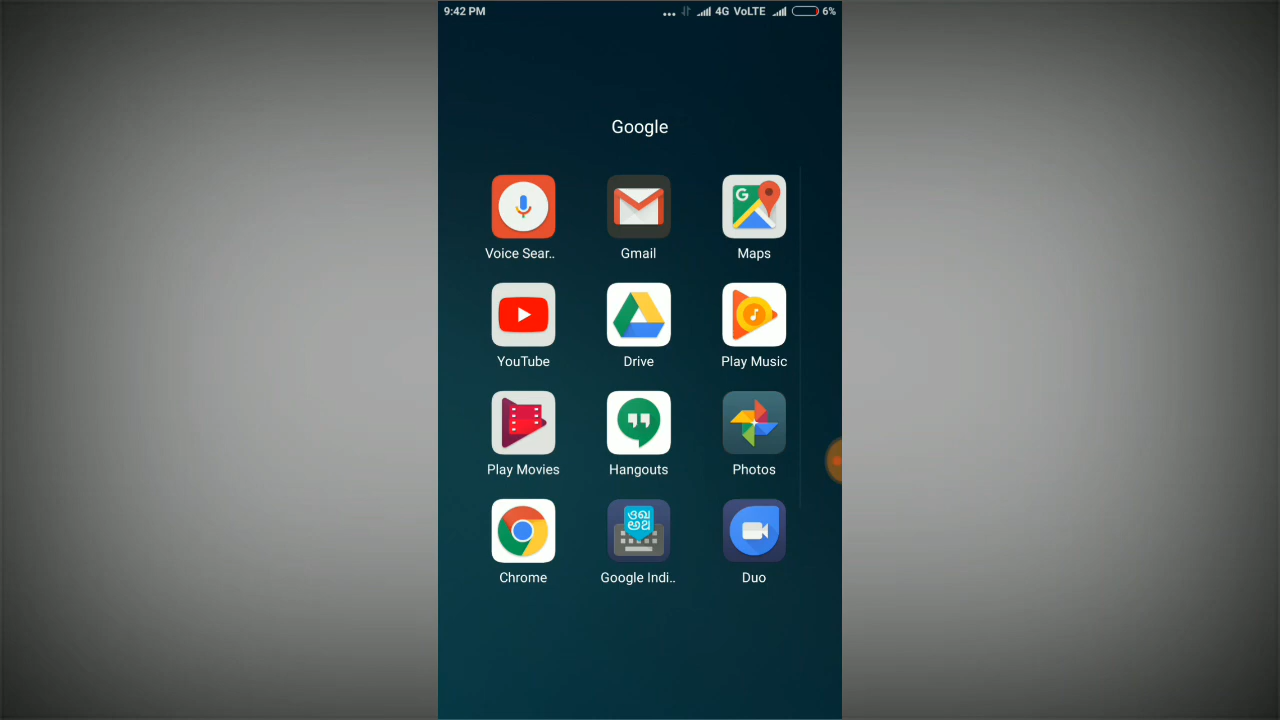 9:42 PM ... 4G VoLTE 6%
Google
Voice Sear.. Gmail Maps
YouTube Drive Play Music
Play Movies Hangouts Photos
Chrome Google Indi.. Duo